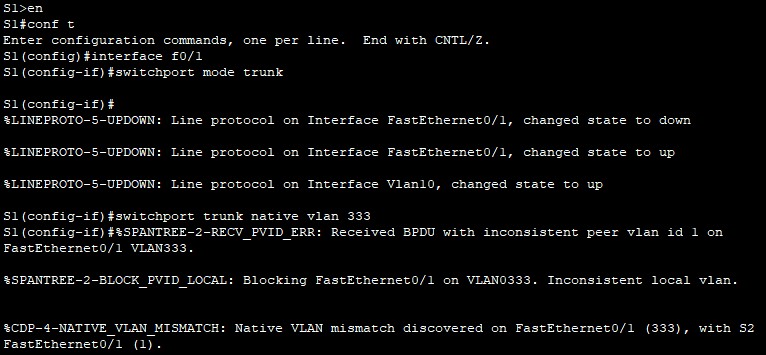 S1>en
S1#conf t
Enter configuration commands, one per line.  End with CNTL/Z.
S1(config)#interface f0/1
S1(config-if)#switchport mode trunk
S1(config-if)#
%LINEPROTO-5-UPDOWN: Line protocol on Interface FastEthernet0/1, changed state to down
%LINEPROTO-5-UPDOWN: Line protocol on Interface FastEthernet0/1, changed state to up
%LINEPROTO-5-UPDOWN: Line protocol on Interface Vlan10, changed state to up
S1(config-if)#switchport trunk native vlan 333
S1(config-if)#%SPANTREE-2-RECV_PVID_ERR: Received BPDU with inconsistent peer vlan id 1 on
FastEthernet0/1 VLAN333.
%SPANTREE-2-BLOCK_PVID_LOCAL: Blocking FastEthernet0/1 on VLAN0333. Inconsistent local vlan.
%CDP-4-NATIVE_VLAN_MISMATCH: Native VLAN mismatch discovered on FastEthernet0/1 (333), with S2
FastEthernet0/1 (1).